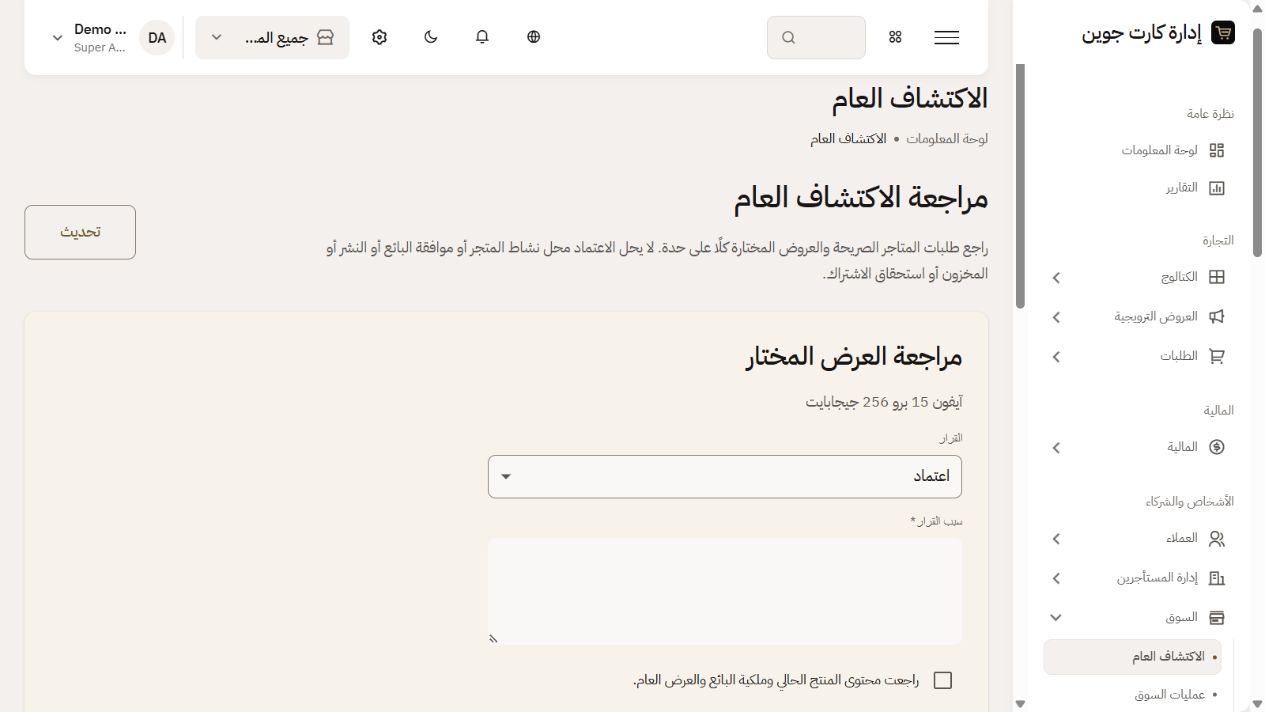 إدارة كارت جوين
نظرة عامة
لوحة المعلومات
التقارير
التجارة
الكتالوج
العروض الترويجية
الطلبات
المالية
المالية
الأشخاص والشركاء
العملاء
إدارة المستأجرين
السوق
الاكتشاف العام
عمليات السوق
جميع الم...
DA
Demo ...
Super A...
الاكتشاف العام
لوحة المعلومات • الاكتشاف العام
مراجعة الاكتشاف العام
راجع طلبات المتاجر الصريحة والعروض المختارة كلًا على حدة. لا يحل الاعتماد محل نشاط المتجر أو موافقة البائع أو النشر أو
المخزون أو استحقاق الاشتراك.
تحديث
مراجعة العرض المختار
آيفون 15 برو 256 جيجابايت
القرار
اعتماد
سبب القرار *
راجعت محتوى المنتج الحالي وملكية البائع والعرض العام.